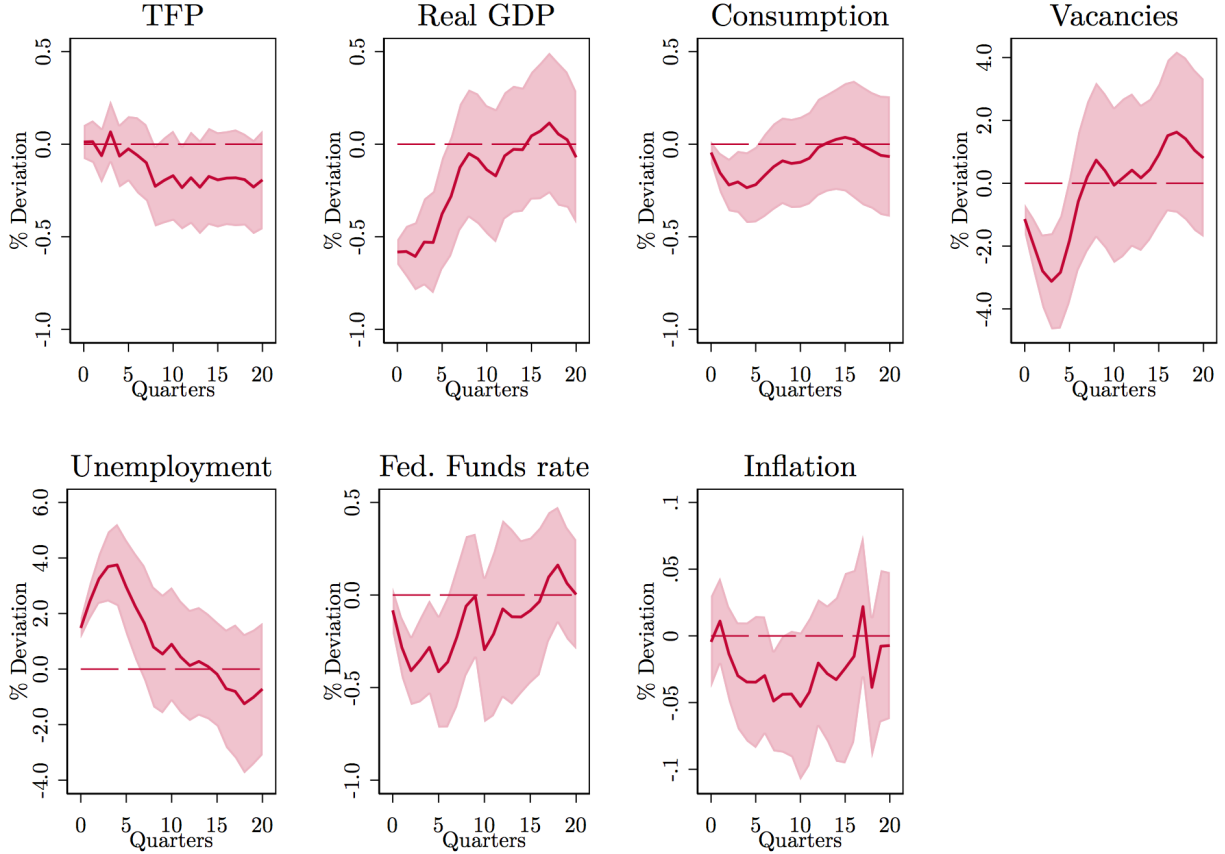 TFP
Real GDP
Consumption
Vacancies
% Deviation
0.5
0.0
-0.5
-1.0
0 5 10 15 20
Quarters
% Deviation
0.5
0.0
-0.5
-1.0
0 5 10 15 20
Quarters
% Deviation
0.5
0.0
-0.5
-1.0
0 5 10 15 20
Quarters
% Deviation
4.0
2.0
0.0
-2.0
-4.0
0 5 10 15 20
Quarters
Unemployment
Fed. Funds rate
Inflation
% Deviation
6.0
4.0
2.0
0.0
-2.0
-4.0
0 5 10 15 20
Quarters
% Deviation
0.5
0.0
-0.5
-1.0
0 5 10 15 20
Quarters
% Deviation
.1
.05
0
-.05
-.1
0 5 10 15 20
Quarters